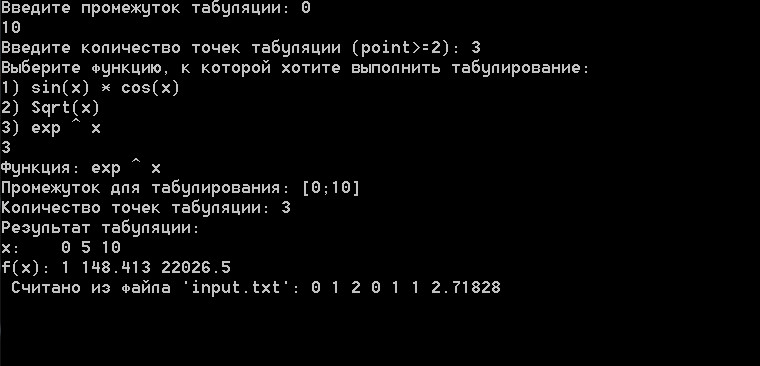 Введите промежуток табуляции: 0
10
Введите количество точек табуляции (point>=2): 3
Выберите функцию, к которой хотите выполнить табулирование:
1) sin(x) * cos(x)
2) Sqrt(x)
3) exp ^ x
3
Функция: exp ^ x
Промежуток для табулирования: [0;10]
Количество точек табуляции: 3
Результат табуляции:
x:    0 5 10
f(x): 1 148.413 22026.5
 Считано из файла 'input.txt': 0 1 2 0 1 1 2.71828